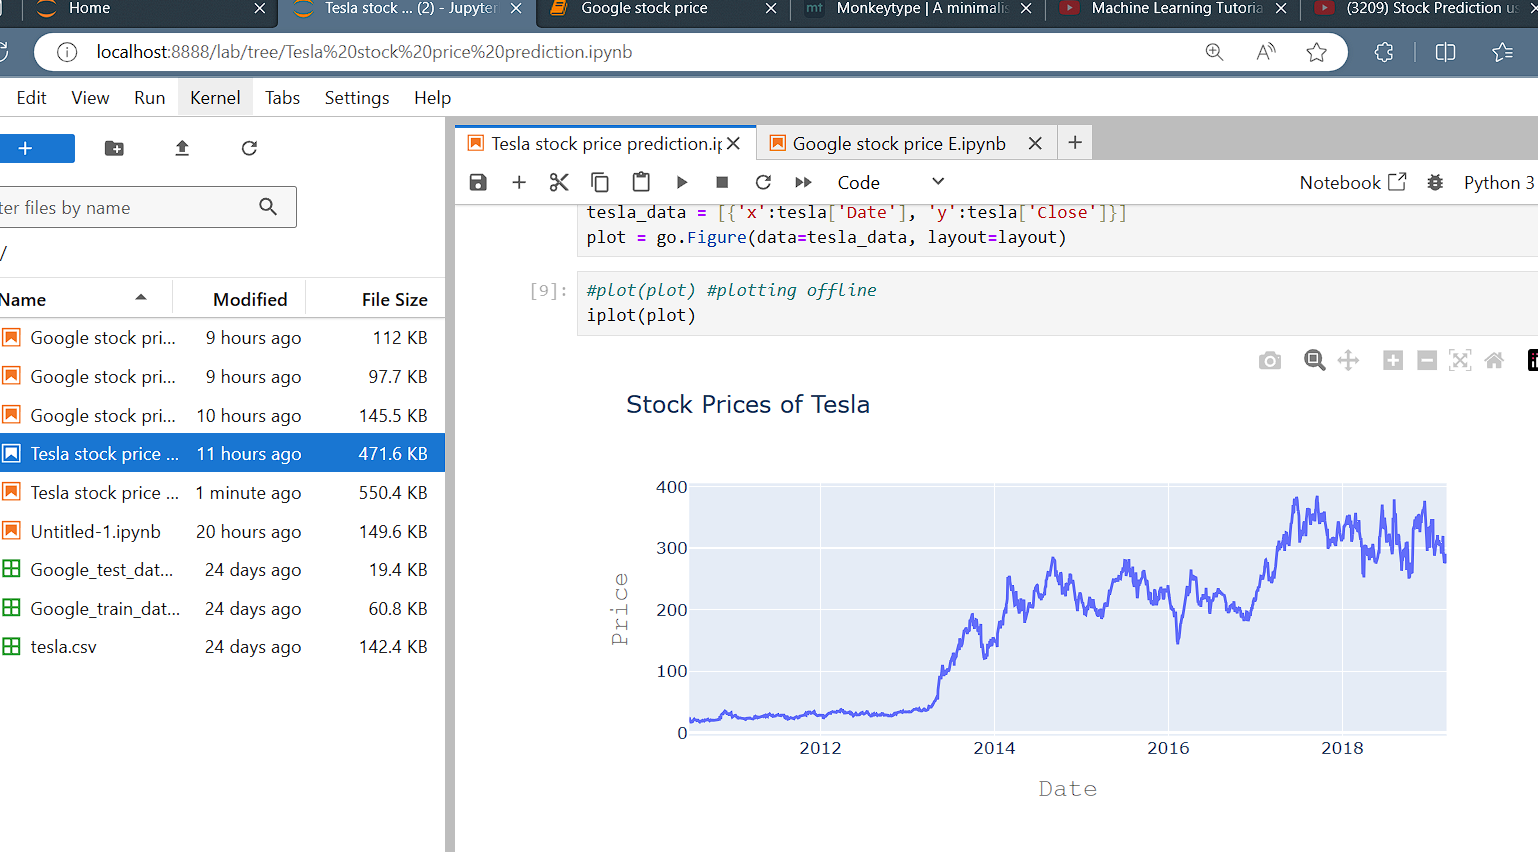 Home
Tesla stock ... (2) - Jupyter
Google stock price
mt Monkeytype | A minimalis
Machine Learning Tutoria
(3209) Stock Prediction us
localhost:8888/lab/tree/Tesla%20stock%20price%20prediction.ipynb
Edit View Run Kernel Tabs Settings Help
ter files by name
/
Name Modified File Size
Google stock pri... 9 hours ago 112 KB
Google stock pri... 9 hours ago 97.7 KB
Google stock pri... 10 hours ago 145.5 KB
Tesla stock price ... 11 hours ago 471.6 KB
Tesla stock price ... 1 minute ago 550.4 KB
Untitled-1.ipynb 20 hours ago 149.6 KB
Google_test_dat... 24 days ago 19.4 KB
Google_train_dat... 24 days ago 60.8 KB
tesla.csv 24 days ago 142.4 KB
Tesla stock price prediction.ip
Google stock price E.ipynb
Code
Notebook
Python 3
tesla_data = [{'x':tesla['Date'], 'y':tesla['Close']}]
plot = go.Figure(data=tesla_data, layout=layout)
[9]:
#plot(plot) #plotting offline
iplot(plot)
Stock Prices of Tesla
400
300
200
100
0
Price
2012 2014 2016 2018
Date